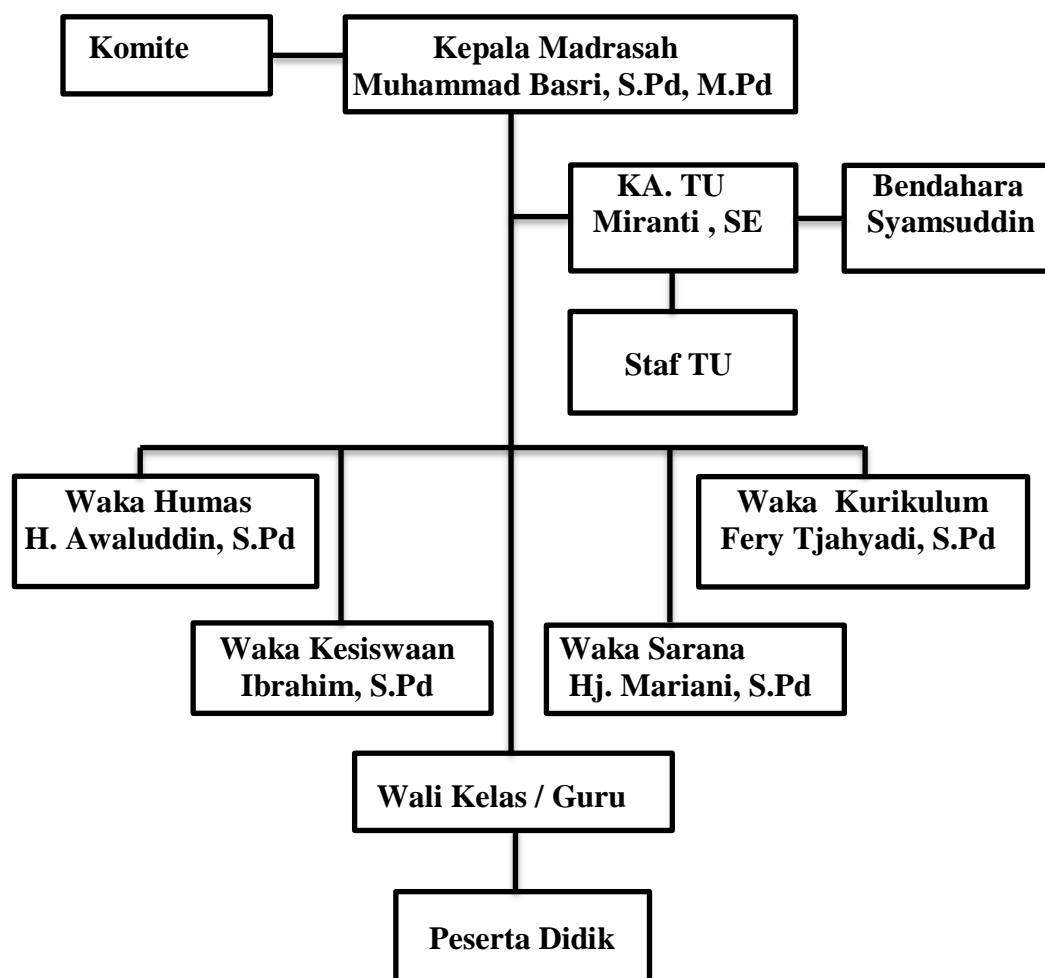 Komite
Kepala Madrasah
Muhammad Basri, S.Pd, M.Pd
KA. TU
Miranti , SE
Bendahara
Syamsuddin
Staf TU
Waka Humas
H. Awaluddin, S.Pd
Waka Kurikulum
Fery Tjahyadi, S.Pd
Waka Kesiswaan
Ibrahim, S.Pd
Waka Sarana
Hj. Mariani, S.Pd
Wali Kelas / Guru
Peserta Didik